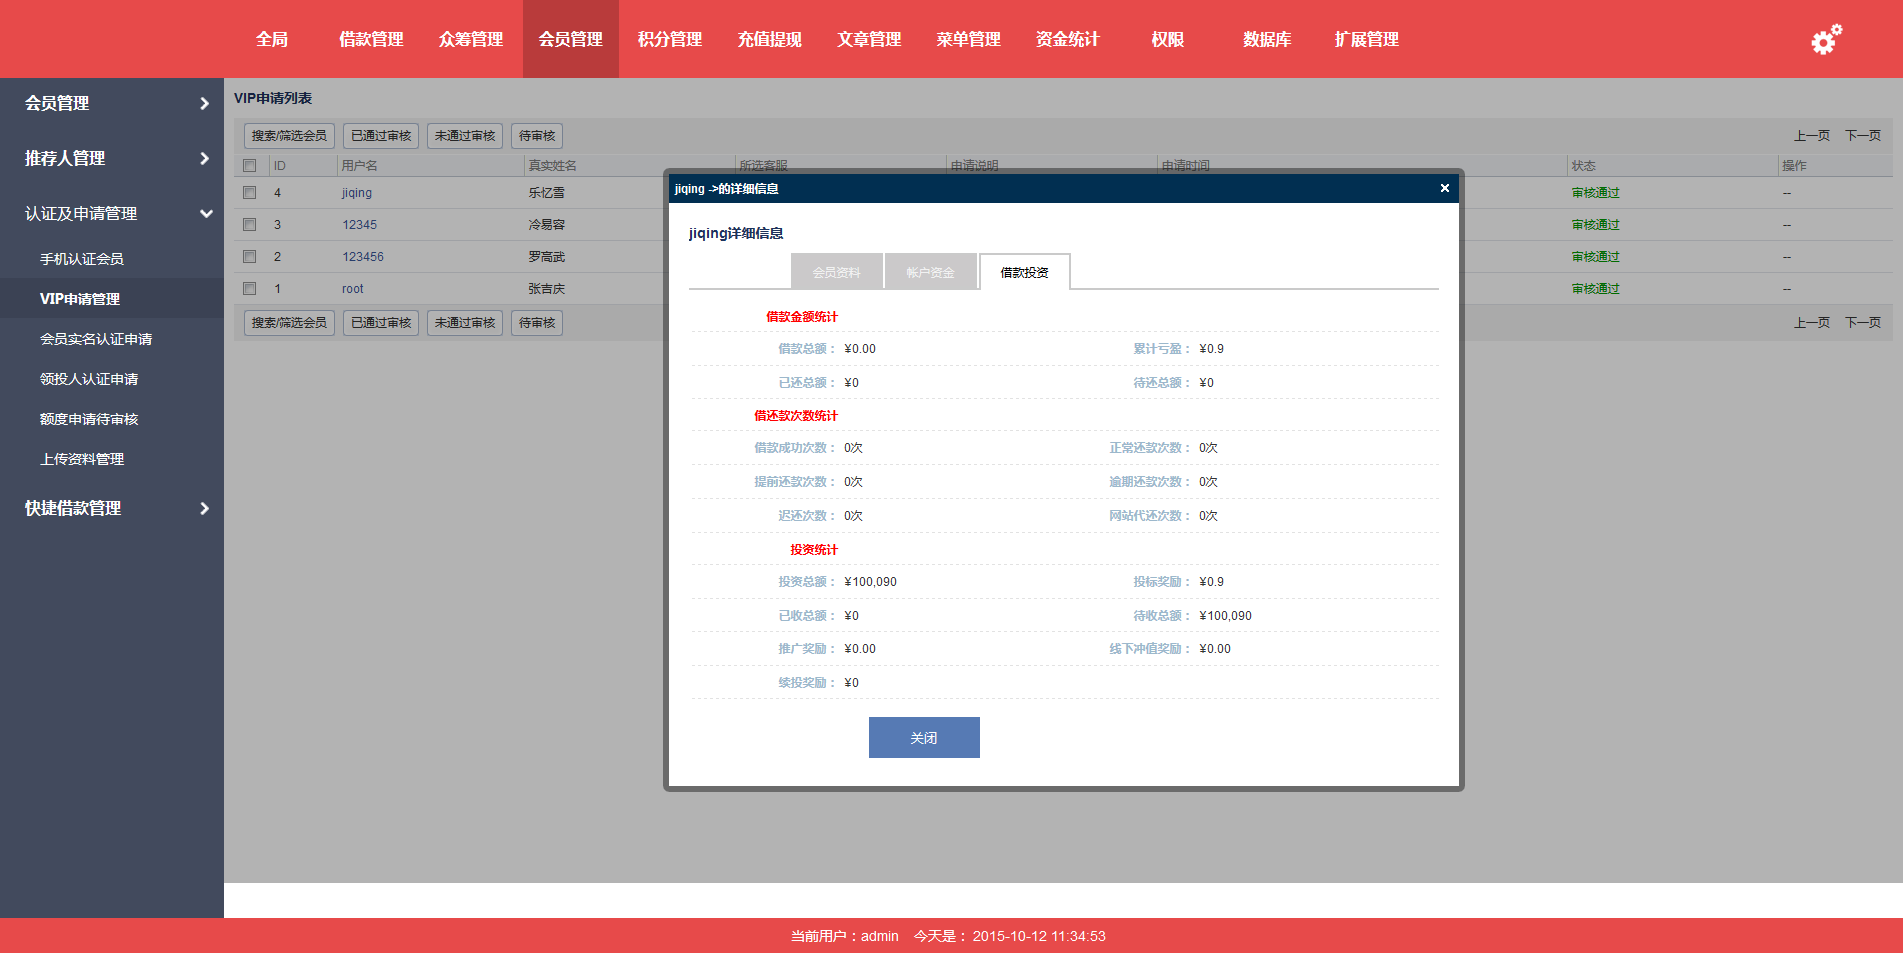 全局 借款管理 众筹管理 会员管理 积分管理 充值提现 文章管理 菜单管理 资金统计 权限 数据库 扩展管理
会员管理
推荐人管理
认证及申请管理
手机认证会员
VIP申请管理
会员实名认证申请
领投人认证申请
额度申请待审核
上传资料管理
快捷借款管理
VIP申请列表
搜索/筛选会员 已通过审核 未通过审核 待审核 上一页 下一页
ID 用户名 真实姓名 所选客服 申请说明 申请时间 状态 操作
4 jiqing 乐忆雪 审核通过 --
3 12345 冷易容 审核通过 --
2 123456 罗高武 审核通过 --
1 root 张吉庆 审核通过 --
搜索/筛选会员 已通过审核 未通过审核 待审核 上一页 下一页
jiqing ->的详细信息
jiqing详细信息
会员资料 帐户资金 借款投资
借款金额统计
借款总额： ¥0.00 累计亏盈： ¥0.9
已还总额： ¥0 待还总额： ¥0
借还款次数统计
借款成功次数： 0次 正常还款次数： 0次
提前还款次数： 0次 逾期还款次数： 0次
迟还次数： 0次 网站代还次数： 0次
投资统计
投资总额： ¥100,090 投标奖励： ¥0.9
已收总额： ¥0 待收总额： ¥100,090
推广奖励： ¥0.00 线下冲值奖励： ¥0.00
续投奖励： ¥0
关闭
当前用户：admin 今天是： 2015-10-12 11:34:53